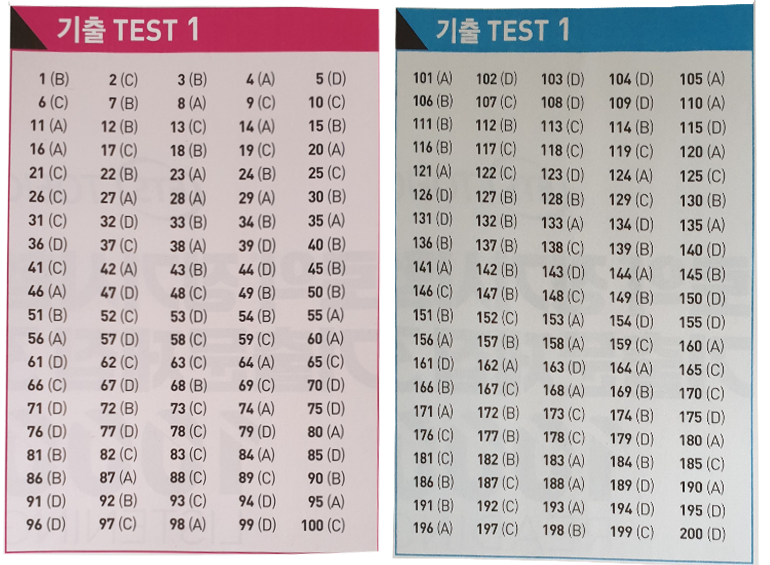 기출 TEST 1
1 (B) 2 (C) 3 (B) 4 (A) 5 (D)
6 (C) 7 (B) 8 (A) 9 (C) 10 (C)
11 (A) 12 (B) 13 (C) 14 (A) 15 (B)
16 (A) 17 (C) 18 (B) 19 (C) 20 (A)
21 (C) 22 (B) 23 (A) 24 (B) 25 (C)
26 (C) 27 (A) 28 (A) 29 (A) 30 (B)
31 (C) 32 (D) 33 (B) 34 (B) 35 (A)
36 (D) 37 (C) 38 (A) 39 (D) 40 (B)
41 (C) 42 (A) 43 (B) 44 (D) 45 (B)
46 (A) 47 (D) 48 (C) 49 (B) 50 (B)
51 (B) 52 (C) 53 (D) 54 (B) 55 (A)
56 (A) 57 (D) 58 (C) 59 (C) 60 (A)
61 (D) 62 (C) 63 (C) 64 (A) 65 (C)
66 (C) 67 (D) 68 (B) 69 (C) 70 (D)
71 (D) 72 (B) 73 (C) 74 (A) 75 (D)
76 (D) 77 (D) 78 (C) 79 (D) 80 (A)
81 (B) 82 (C) 83 (C) 84 (A) 85 (D)
86 (B) 87 (A) 88 (C) 89 (C) 90 (B)
91 (D) 92 (B) 93 (C) 94 (D) 95 (A)
96 (D) 97 (C) 98 (A) 99 (D) 100 (C)
기출 TEST 1
101 (A) 102 (D) 103 (D) 104 (D) 105 (A)
106 (B) 107 (C) 108 (D) 109 (D) 110 (A)
111 (B) 112 (B) 113 (C) 114 (B) 115 (D)
116 (B) 117 (C) 118 (C) 119 (C) 120 (A)
121 (A) 122 (C) 123 (D) 124 (A) 125 (C)
126 (D) 127 (B) 128 (B) 129 (C) 130 (B)
131 (D) 132 (B) 133 (A) 134 (D) 135 (A)
136 (B) 137 (B) 138 (C) 139 (B) 140 (D)
141 (A) 142 (B) 143 (D) 144 (A) 145 (B)
146 (C) 147 (B) 148 (C) 149 (B) 150 (D)
151 (B) 152 (C) 153 (A) 154 (D) 155 (D)
156 (A) 157 (B) 158 (A) 159 (C) 160 (A)
161 (D) 162 (A) 163 (D) 164 (A) 165 (C)
166 (B) 167 (C) 168 (A) 169 (B) 170 (C)
171 (A) 172 (B) 173 (C) 174 (B) 175 (D)
176 (C) 177 (B) 178 (C) 179 (D) 180 (A)
181 (C) 182 (B) 183 (A) 184 (B) 185 (C)
186 (B) 187 (C) 188 (A) 189 (D) 190 (A)
191 (B) 192 (C) 193 (A) 194 (D) 195 (D)
196 (A) 197 (C) 198 (B) 199 (C) 200 (D)